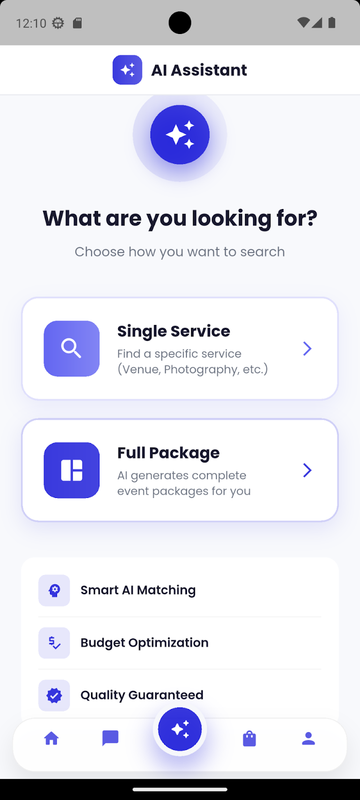 12:10
AI Assistant
What are you looking for?
Choose how you want to search
Single Service
Find a specific service
(Venue, Photography, etc.)
Full Package
AI generates complete
event packages for you
Smart AI Matching
Budget Optimization
Quality Guaranteed